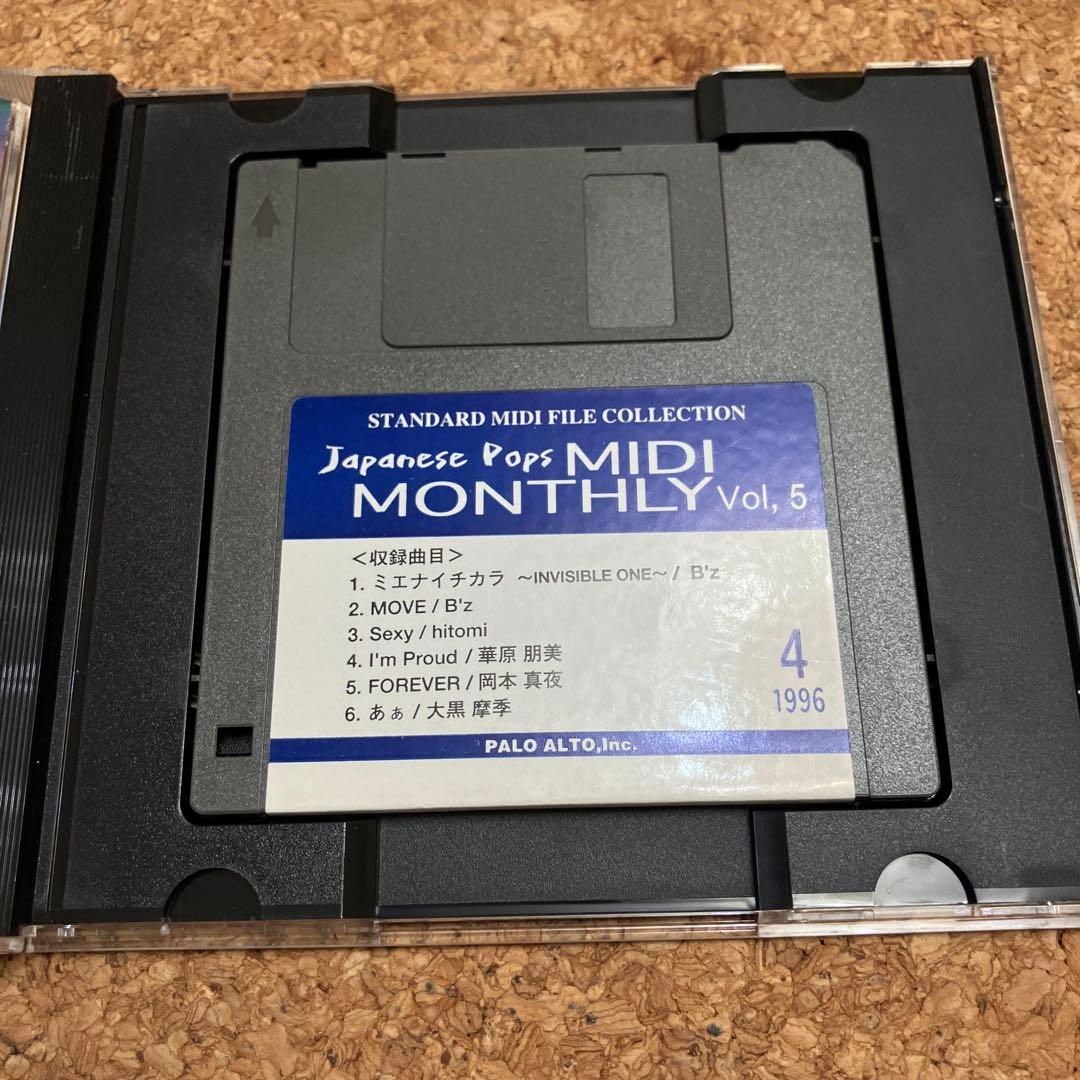 STANDARD MIDI FILE COLLECTION
Japanese Pops MIDI
MONTHLY Vol, 5
＜収録曲目＞
1. ミエナイチカラ ～INVISIBLE ONE～ / B'z
2. MOVE / B'z
3. Sexy / hitomi
4. I'm Proud /華原 朋美
5. FOREVER / 岡本 真夜
6. あぁ / 大黒 摩季
4
1996
PALO ALTO,Inc.